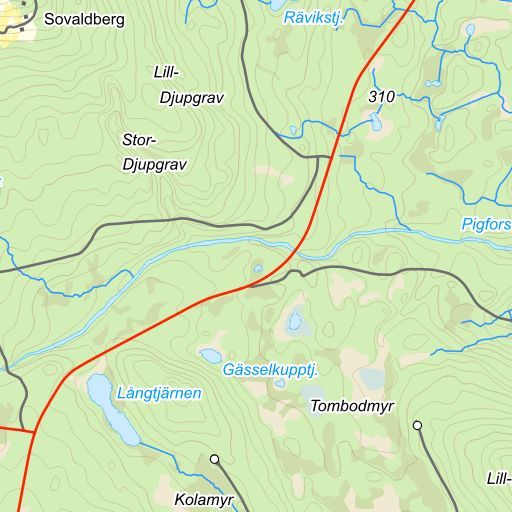 Sovaldberg
Rävikstj.
Lill-
Djupgrav
310
Stor-
Djupgrav
Pigfors
Gässelkupptj.
Långtjärnen
Tombodmyr
Lill-
Kolamyr